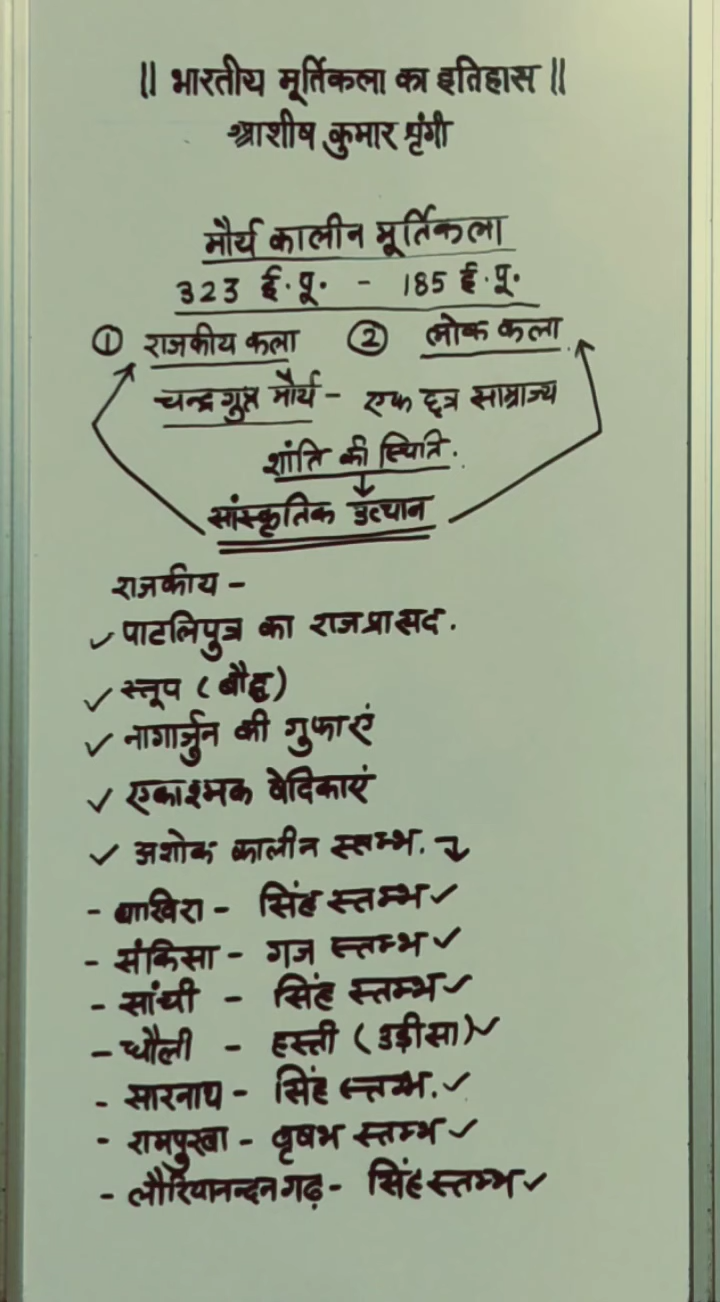 || भारतीय मूर्तिकला का इतिहास ||
आशीष कुमार श्रृंगी
मौर्य कालीन मूर्तिकला
323 ई.पू. - 185 ई.पू.
① राजकीय कला ② लोक कला
चन्द्रगुप्त मौर्य - एक छत्र साम्राज्य
शांति की स्थिति.
सांस्कृतिक उत्थान
राजकीय -
✓ पाटलिपुत्र का राजप्रासद.
✓ स्तूप (बौद्ध)
✓ नागार्जुन की गुफाएं
✓ एकाश्मक वेदिकाएं
✓ अशोक कालीन स्तम्भ.
- बाखिरा - सिंह स्तम्भ ✓
- संकिसा - गज स्तम्भ ✓
- सांची - सिंह स्तम्भ ✓
- धौली - हस्ती (उड़ीसा) ✓
- सारनाथ - सिंह स्तम्भ. ✓
- रामपुरवा - वृषभ स्तम्भ ✓
- लौरियानन्दनगढ़ - सिंह स्तम्भ ✓